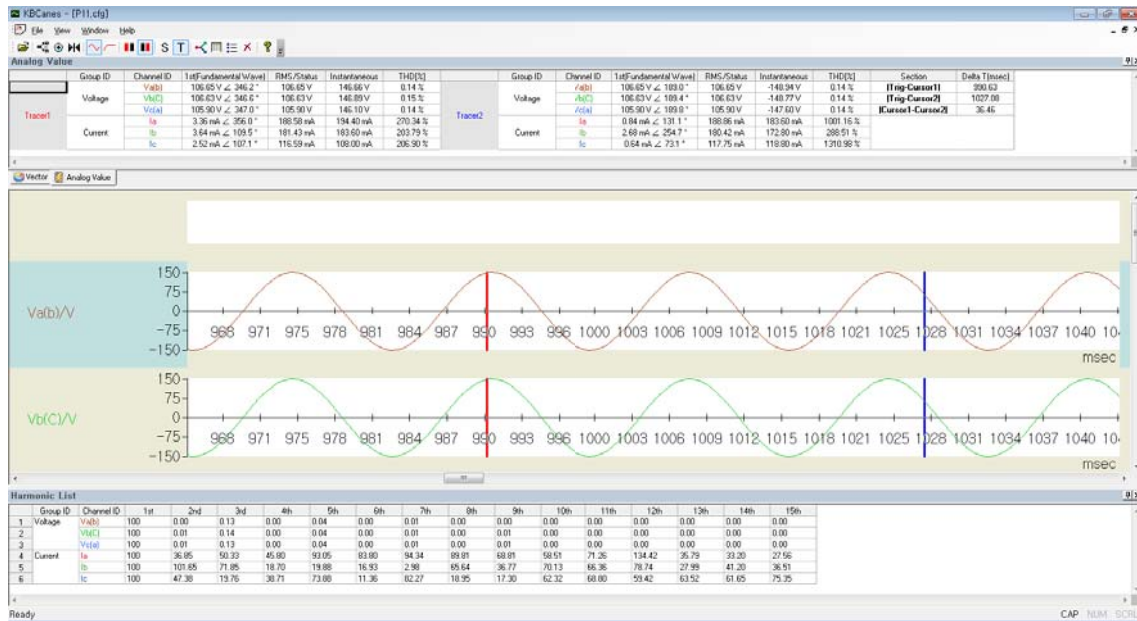 KBCanes - [P11.cfg]
File View Window Help
S T
Analog Value
Group ID Channel ID 1st(Fundamental Wave) RMS/Status Instantaneous THD[%] Group ID Channel ID 1st(Fundamental Wave) RMS/Status Instantaneous THD[%] Section Delta T(msec)
Tracer1 Voltage Va(b) 106.65 V ∠ 346.2 ° 106.65 V 146.66 V 0.14 % Tracer2 Voltage 106.65 V ∠ 189.0 ° 106.65 V -148.94 V 0.14 % [Trig-Cursor1] 990.63
Vb(C) 106.63 V ∠ 346.6 ° 106.63 V 146.89 V 0.15 % 106.63 V ∠ 189.4 ° 106.63 V -148.77 V 0.14 % [Trig-Cursor2] 1027.08
Vc(a) 105.90 V ∠ 347.0 ° 105.90 V 146.10 V 0.14 % 105.90 V ∠ 189.8 ° 105.90 V -147.60 V 0.14 % [Cursor1-Cursor2] 36.46
Current Ia 3.36 mA ∠ 356.0 ° 188.58 mA 194.40 mA 270.34 % Current Ia 0.84 mA ∠ 131.1 ° 188.86 mA 183.60 mA 1001.16 %
Ib 3.64 mA ∠ 109.5 ° 181.43 mA 183.60 mA 203.79 % Ib 2.68 mA ∠ 254.7 ° 180.42 mA 172.80 mA 288.51 %
Ic 2.52 mA ∠ 107.1 ° 116.59 mA 108.00 mA 206.90 % Ic 0.64 mA ∠ 73.1 ° 117.75 mA 118.80 mA 1310.98 %
Vector Analog Value
150
75
Va(b)/V 0
-75 968 971 975 978 981 984 987 990 993 996 1000 1003 1006 1009 1012 1015 1018 1021 1025 1028 1031 1034 1037 1040 104
-150
msec
150
75
Vb(C)/V 0
-75 968 971 975 978 981 984 987 990 993 996 1000 1003 1006 1009 1012 1015 1018 1021 1025 1028 1031 1034 1037 1040 104
-150
msec
Harmonic List
Group ID Channel ID 1st 2nd 3rd 4th 5th 6th 7th 8th 9th 10th 11th 12th 13th 14th 15th
1 Voltage Va(b) 100 0.00 0.13 0.00 0.04 0.00 0.01 0.00 0.00 0.00 0.00 0.00 0.00 0.00 0.00
2 Vb(C) 100 0.01 0.14 0.00 0.04 0.00 0.01 0.00 0.01 0.00 0.00 0.00 0.00 0.00 0.00
3 Vc(a) 100 0.01 0.13 0.00 0.04 0.00 0.01 0.00 0.01 0.00 0.00 0.00 0.00 0.00 0.00
4 Current Ia 100 36.85 50.33 45.80 93.05 83.80 94.34 89.81 68.81 58.51 71.26 134.42 35.79 33.20 27.56
5 Ib 100 101.65 71.85 18.70 19.88 16.93 2.98 65.64 36.77 70.13 66.36 78.74 27.99 41.20 36.51
6 Ic 100 47.38 19.76 38.71 73.88 11.36 82.27 18.95 17.30 62.32 68.80 59.42 63.52 61.65 75.35
Ready CAP NUM SCRL